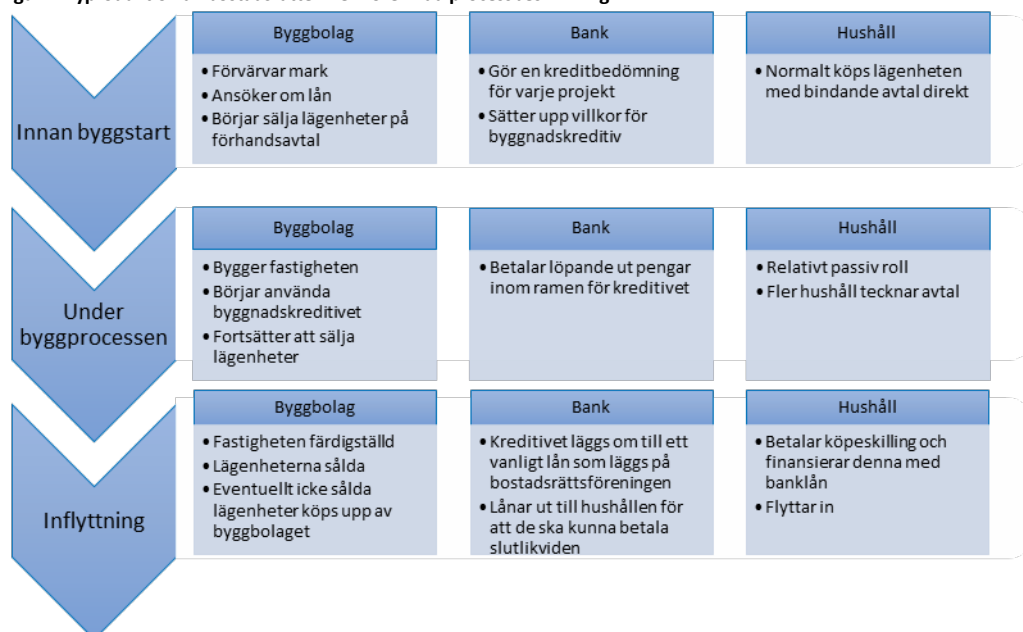 Innan byggstart
Byggbolag
• Förvärvar mark
• Ansöker om lån
• Börjar sälja lägenheter på
förhandsavtal
Bank
• Gör en kreditbedömning
för varje projekt
• Sätter upp villkor för
byggnadskreditiv
Hushåll
• Normalt köps lägenheten
med bindande avtal direkt
Under
byggprocessen
Byggbolag
• Bygger fastigheten
• Börjar använda
byggnadskreditivet
• Fortsätter att sälja
lägenheter
Bank
• Betalar löpande ut pengar
inom ramen för kreditivet
Hushåll
• Relativt passiv roll
• Fler hushåll tecknar avtal
Inflyttning
Byggbolag
• Fastigheten färdigställd
• Lägenheterna sålda
• Eventuellt icke sålda
lägenheter köps upp av
byggbolaget
Bank
• Kreditivet läggs om till ett
vanligt lån som läggs på
bostadsrättsföreningen
• Lånar ut till hushållen för
att de ska kunna betala
slutlikviden
Hushåll
• Betalar köpeskilling och
finansierar denna med
banklån
• Flyttar in